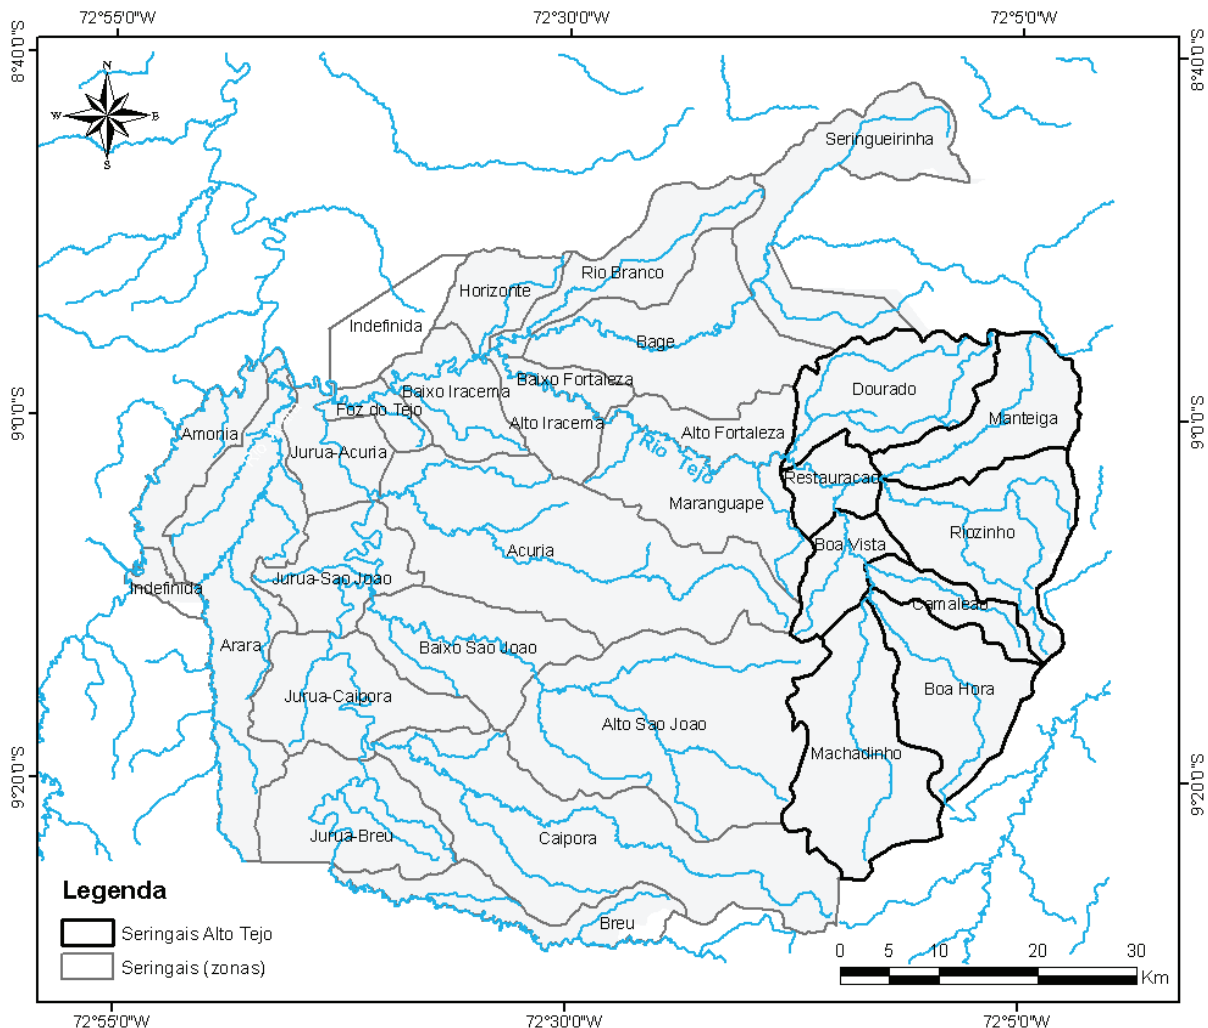 72°55'0"W
72°30'0"W
72°5'0"W
8°40'0"S
8°40'0"S
N
W
E
S
Seringueirinha
Rio Branco
Horizonte
Indefinida
Bage
Baixo Fortaleza
Dourado
Baixo Iracema
Foz do Tejo
Manteiga
9°0'0"S
9°0'0"S
Alto Iracema
Amonia
Alto Fortaleza
Rio Tejo
Jurua-Acuria
Restauracao
Maranguape
Riozinho
Boa Vista
Acuria
Jurua-Sao Joao
Indefinida
Camaleao
Arara
Baixo Sao Joao
Boa Hora
Jurua-Caipora
Alto Sao Joao
Machadinho
9°20'0"S
9°20'0"S
Jurua-Breu
Caipora
Breu
Legenda
Seringais Alto Tejo
Seringais (zonas)
0 5 10 20 30
Km
72°55'0"W
72°30'0"W
72°5'0"W